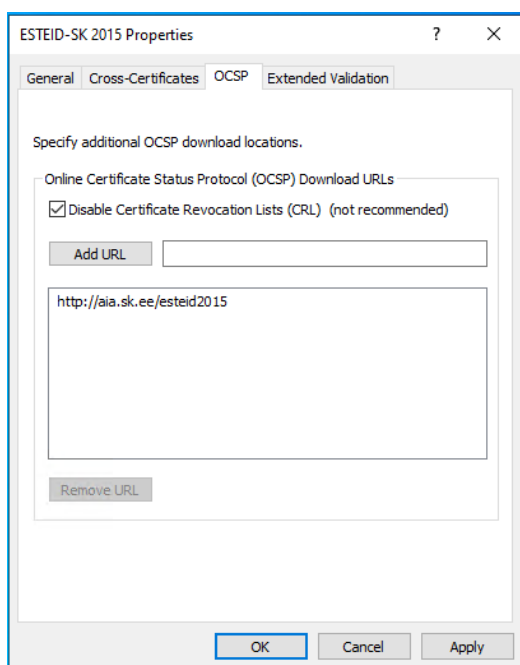 ESTEID-SK 2015 Properties ?
General Cross-Certificates OCSP Extended Validation
Specify additional OCSP download locations.
Online Certificate Status Protocol (OCSP) Download URLs
Disable Certificate Revocation Lists (CRL) (not recommended)
Add URL
http://aia.sk.ee/esteid2015
Remove URL
OK Cancel Apply